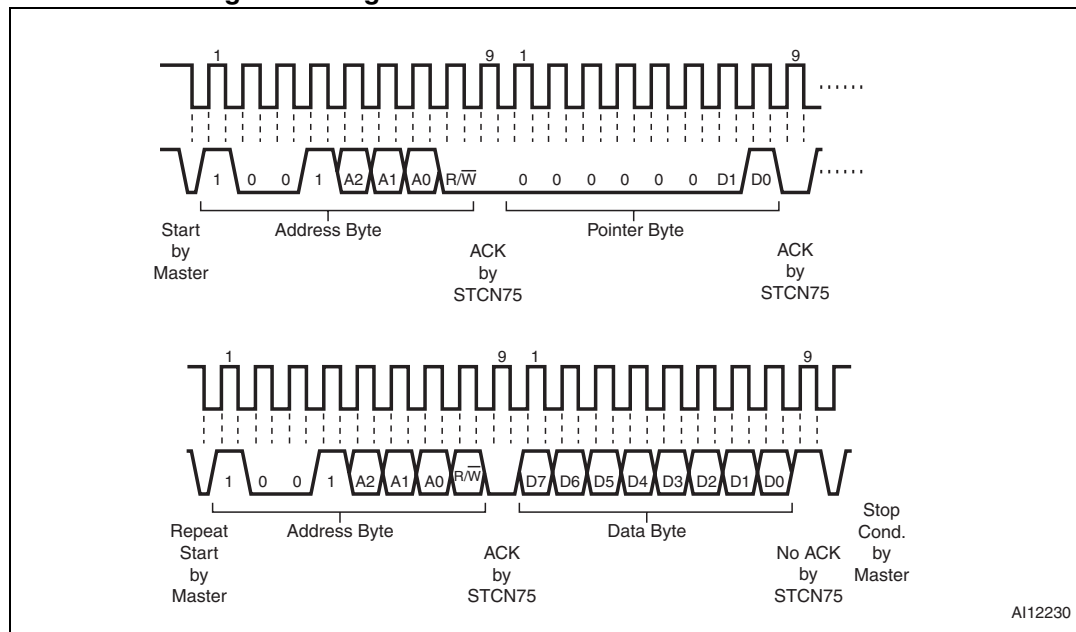 1 9 1 9
1 0 0 1 A2 A1 A0 R/W 0 0 0 0 0 0 D1 D0
Address Byte Pointer Byte
Start
by
Master
ACK
by
STCN75
ACK
by
STCN75
1 9 1 9
1 0 0 1 A2 A1 A0 R/W D7 D6 D5 D4 D3 D2 D1 D0
Address Byte Data Byte
Repeat
Start
by
Master
ACK
by
STCN75
No ACK
by
STCN75
Stop
Cond.
by
Master
AI12230